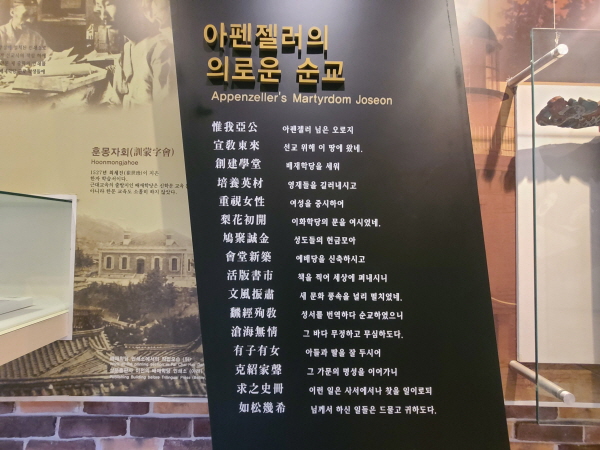 아펜젤러의
의로운 순교
Appenzeller's Martyrdom Joseon
惟我亞公 아펜젤러 님은 오로지
宣敎東來 선교 위해 이 땅에 왔네.
創建學堂 배재학당을 세워
培養英材 영재들을 길러내시고
重視女性 여성을 중시하여
梨花初開 이화학당의 문을 여시었네.
鳩聚誠金 성도들의 헌금모아
會堂新築 예배당을 신축하시고
活版書市 책을 찍어 세상에 펴내시니
文風振肅 새 문화 풍속을 널리 떨치었네.
飜經殉敎 성서를 번역하다 순교하였으니
滄海無情 그 바다 무정하고 무심하도다.
有子有女 아들과 딸을 잘 두시어
克紹家聲 그 가문의 명성을 이어가니
求之史冊 이런 일은 사서에서나 찾을 일이로되
如松幾希 님께서 하신 일들은 드물고 귀하도다.
훈몽자회(訓蒙字會)
Hoonmongjahoe